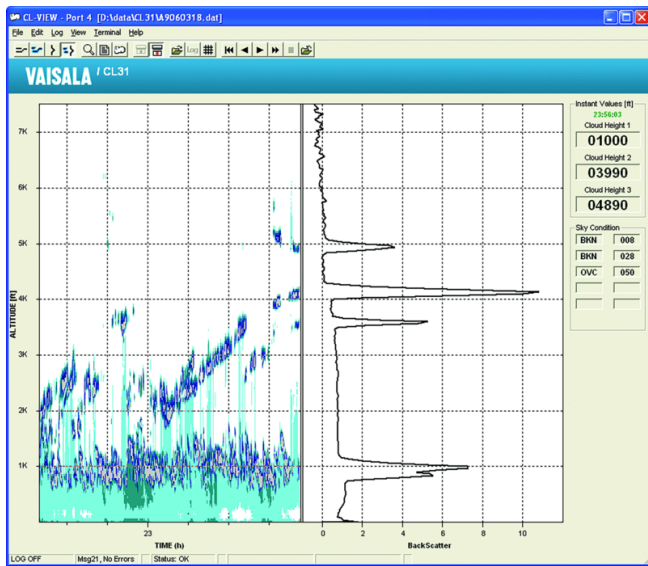 CL-VIEW - Port 4 [D:\data\CL31\A9060318.dat]
File Edit Log View Terminal Help
VAISALA / CL31
Instant Values [ft]
23:56:03
Cloud Height 1
01000
Cloud Height 2
03990
Cloud Height 3
04890
Sky Condition
BKN 008
BKN 028
OVC 050
7K
6K
5K
4K
3K
2K
1K
ALTITUDE [ft]
23
0 2 4 6 8 10
TIME (h)
BackScatter
LOG OFF Msg21, No Errors Status: OK